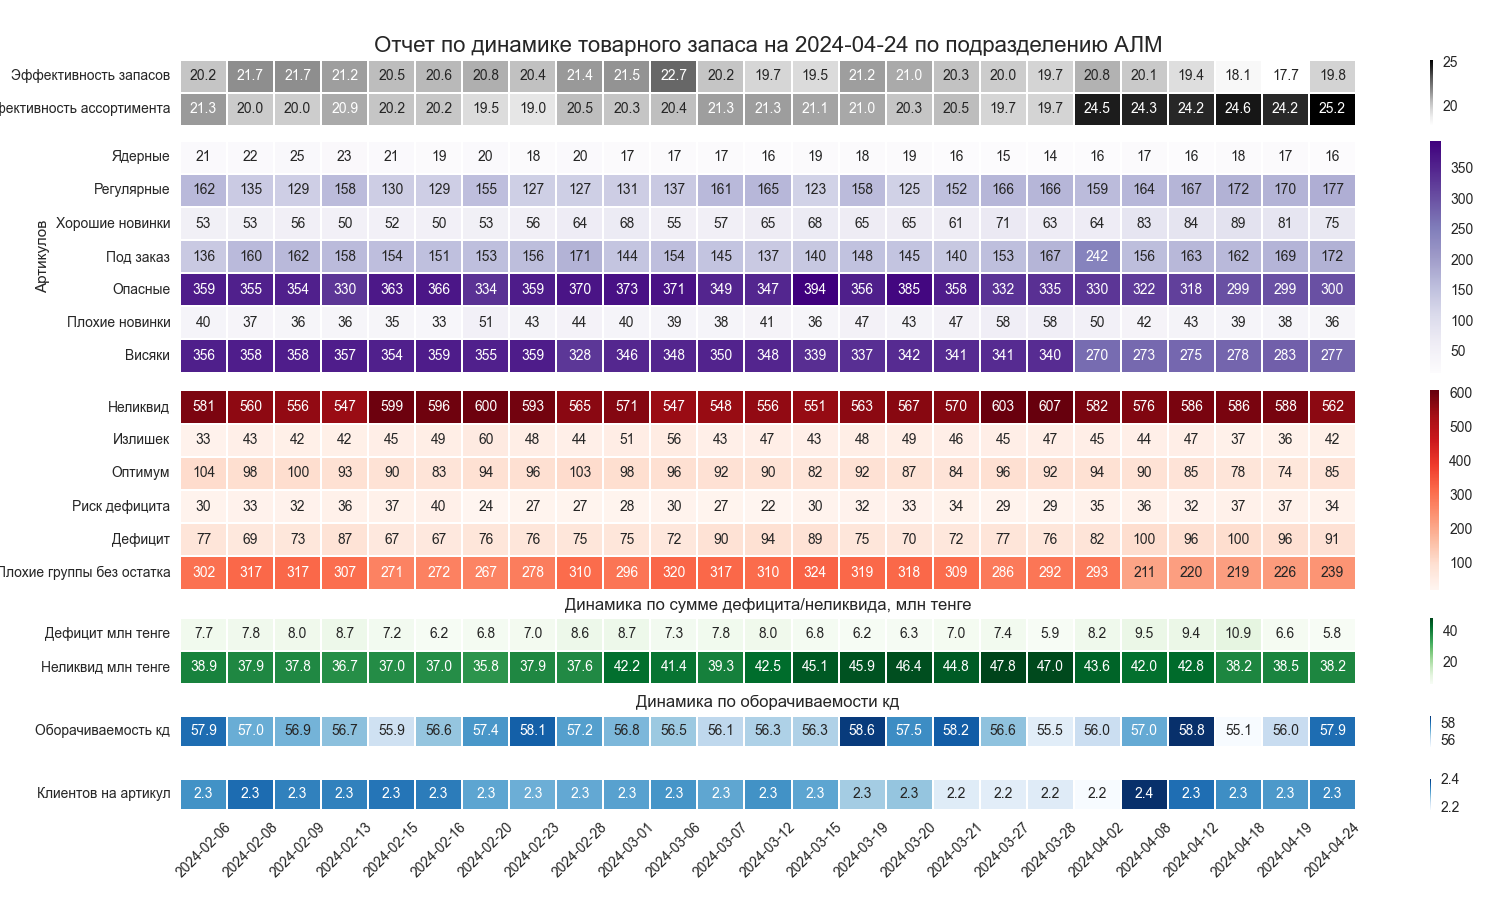 Отчет по динамике товарного запаса на 2024-04-24 по подразделению АЛМ
Эффективность запасов 20.2 21.7 21.7 21.2 20.5 20.6 20.8 20.4 21.4 21.5 22.7 20.2 19.7 19.5 21.2 21.0 20.3 20.0 19.7 20.8 20.1 19.4 18.1 17.7 19.8
фективность ассортимента 21.3 20.0 20.0 20.9 20.2 20.2 19.5 19.0 20.5 20.3 20.4 21.3 21.3 21.1 21.0 20.3 20.5 19.7 19.7 24.5 24.3 24.2 24.6 24.2 25.2
25
20
Артикулов
Ядерные 21 22 25 23 21 19 20 18 20 17 17 17 16 19 18 19 16 15 14 16 17 16 18 17 16
Регулярные 162 135 129 158 130 129 155 127 127 131 137 161 165 123 158 125 152 166 166 159 164 167 172 170 177
Хорошие новинки 53 53 56 50 52 50 53 56 64 68 55 57 65 68 65 65 61 71 63 64 83 84 89 81 75
Под заказ 136 160 162 158 154 151 153 156 171 144 154 145 137 140 148 145 140 153 167 242 156 163 162 169 172
Опасные 359 355 354 330 363 366 334 359 370 373 371 349 347 394 356 385 358 332 335 330 322 318 299 299 300
Плохие новинки 40 37 36 36 35 33 51 43 44 40 39 38 41 36 47 43 47 58 58 50 42 43 39 38 36
Висяки 356 358 358 357 354 359 355 359 328 346 348 350 348 339 337 342 341 341 340 270 273 275 278 283 277
350
300
250
200
150
100
50
Неликвид 581 560 556 547 599 596 600 593 565 571 547 548 556 551 563 567 570 603 607 582 576 586 586 588 562
Излишек 33 43 42 42 45 49 60 48 44 51 56 43 47 43 48 49 46 45 47 45 44 47 37 36 42
Оптимум 104 98 100 93 90 83 94 96 103 98 96 92 90 82 92 87 84 96 92 94 90 85 78 74 85
Риск дефицита 30 33 32 36 37 40 24 27 27 28 30 27 22 30 32 33 34 29 29 35 36 32 37 37 34
Дефицит 77 69 73 87 67 67 76 76 75 75 72 90 94 89 75 70 72 77 76 82 100 96 100 96 91
Плохие группы без остатка 302 317 317 307 271 272 267 278 310 296 320 317 310 324 319 318 309 286 292 293 211 220 219 226 239
600
500
400
300
200
100
Динамика по сумме дефицита/неликвида, млн тенге
Дефицит млн тенге 7.7 7.8 8.0 8.7 7.2 6.2 6.8 7.0 8.6 8.7 7.3 7.8 8.0 6.8 6.2 6.3 7.0 7.4 5.9 8.2 9.5 9.4 10.9 6.6 5.8
Неликвид млн тенге 38.9 37.9 37.8 36.7 37.0 37.0 35.8 37.9 37.6 42.2 41.4 39.3 42.5 45.1 45.9 46.4 44.8 47.8 47.0 43.6 42.0 42.8 38.2 38.5 38.2
40
20
Динамика по оборачиваемости кд
Оборачиваемость кд 57.9 57.0 56.9 56.7 55.9 56.6 57.4 58.1 57.2 56.8 56.5 56.1 56.3 56.3 58.6 57.5 58.2 56.6 55.5 56.0 57.0 58.8 55.1 56.0 57.9
58
56
Клиентов на артикул 2.3 2.3 2.3 2.3 2.3 2.3 2.3 2.3 2.3 2.3 2.3 2.3 2.3 2.3 2.3 2.3 2.2 2.2 2.2 2.2 2.4 2.3 2.3 2.3 2.3
2.4
2.2
2024-02-06 2024-02-08 2024-02-09 2024-02-13 2024-02-15 2024-02-16 2024-02-20 2024-02-23 2024-02-28 2024-03-01 2024-03-06 2024-03-07 2024-03-12 2024-03-15 2024-03-19 2024-03-20 2024-03-21 2024-03-27 2024-03-28 2024-04-02 2024-04-08 2024-04-12 2024-04-18 2024-04-19 2024-04-24